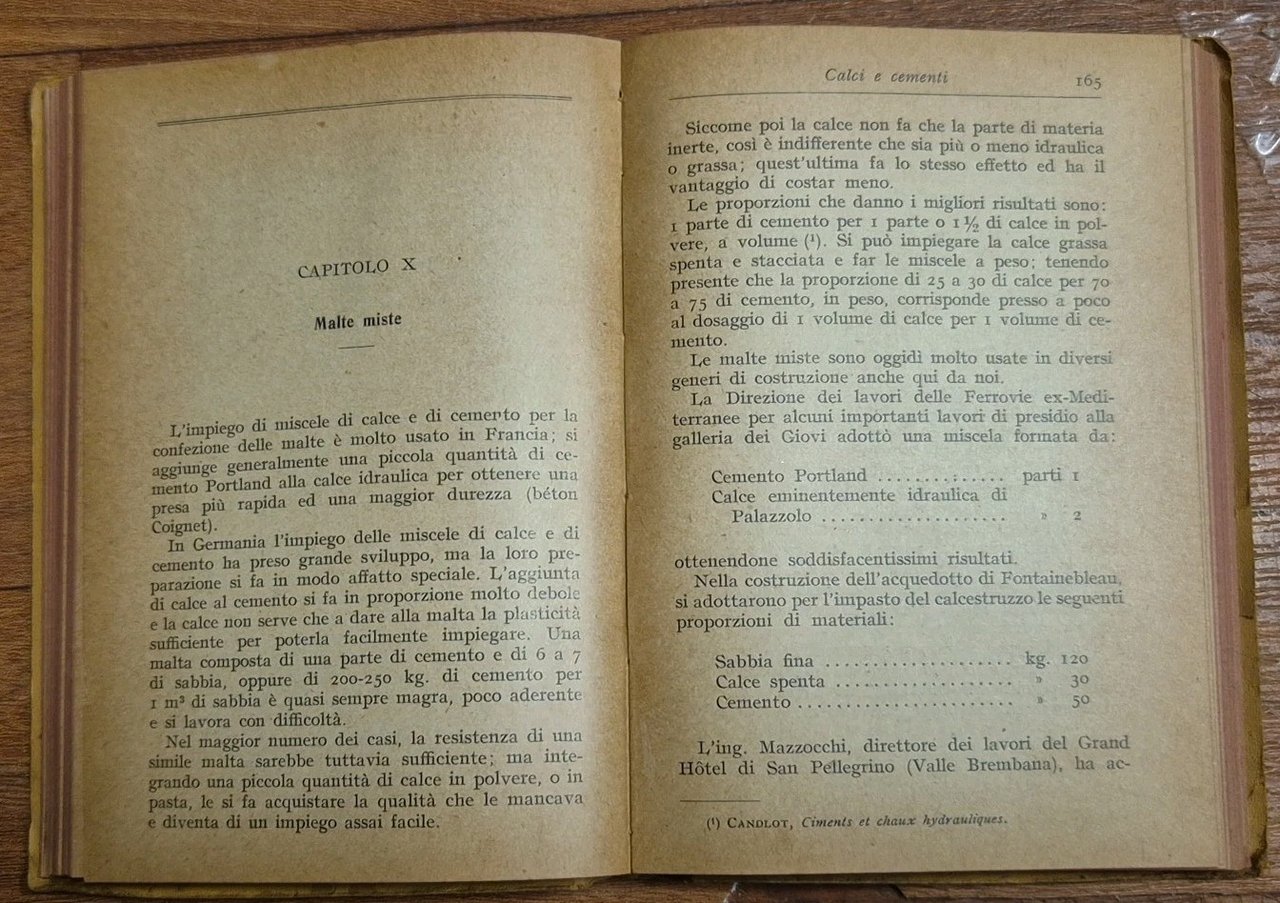 CAPITOLO X
Malte miste
L'impiego di miscele di calce e di cemento per la
confezione delle malte è molto usato in Francia; si
aggiunge generalmente una piccola quantità di ce-
mento Portland alla calce idraulica per ottenere una
presa più rapida ed una maggior durezza (béton
Coignet).
In Germania l'impiego delle miscele di calce e di
cemento ha preso grande sviluppo, ma la loro pre-
parazione si fa in modo affatto speciale. L'aggiunta
di calce al cemento si fa in proporzione molto debole
e la calce non serve che a dare alla malta la plasticità
sufficiente per poterla facilmente impiegare. Una
malta composta di una parte di cemento e di 6 a 7
di sabbia, oppure di 200-250 kg. di cemento per
1 m³ di sabbia è quasi sempre magra, poco aderente
e si lavora con difficoltà.
Nel maggior numero dei casi, la resistenza di una
simile malta sarebbe tuttavia sufficiente; ma inte-
grando una piccola quantità di calce in polvere, o in
pasta, le si fa acquistare la qualità che le mancava
e diventa di un impiego assai facile.
Calci e cementi 165
Siccome poi la calce non fa che la parte di materia
inerte, così è indifferente che sia più o meno idraulica
o grassa; quest'ultima fa lo stesso effetto ed ha il
vantaggio di costar meno.
Le proporzioni che danno i migliori risultati sono:
1 parte di cemento per 1 parte o 1 ½ di calce in pol-
vere, a volume (¹). Si può impiegare la calce grassa
spenta e stacciata e far le miscele a peso; tenendo
presente che la proporzione di 25 a 30 di calce per 70
a 75 di cemento, in peso, corrisponde presso a poco
al dosaggio di 1 volume di calce per 1 volume di ce-
mento.
Le malte miste sono oggidì molto usate in diversi
generi di costruzione anche qui da noi.
La Direzione dei lavori delle Ferrovie ex-Medi-
terranee per alcuni importanti lavori di presidio alla
galleria dei Giovi adottò una miscela formata da:
Cemento Portland .............. parti 1
Calce eminentemente idraulica di
Palazzolo ................... » 2
ottenendone soddisfacentissimi risultati.
Nella costruzione dell'acquedotto di Fontainebleau,
si adottarono per l'impasto del calcestruzzo le seguenti
proporzioni di materiali:
Sabbia fina ................... kg. 120
Calce spenta .................. » 30
Cemento ...................... » 50
L'ing. Mazzocchi, direttore dei lavori del Grand
Hôtel di San Pellegrino (Valle Brembana), ha ac-
(¹) CANDLOT, Ciments et chaux hydrauliques.